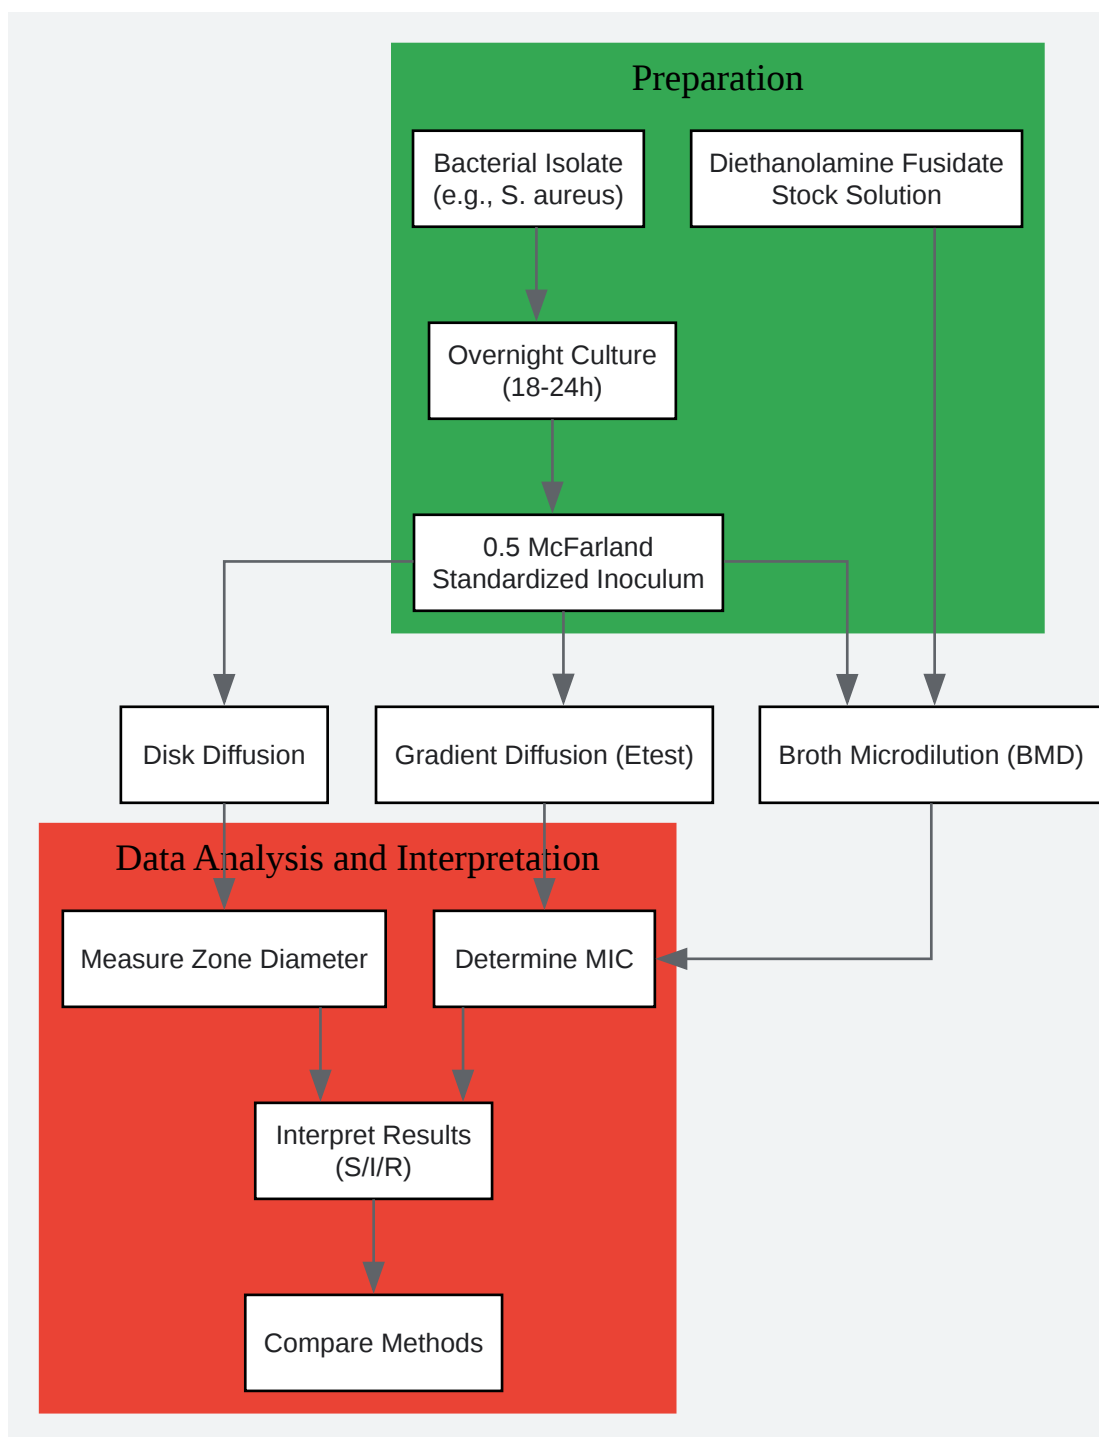 Preparation
Bacterial Isolate
(e.g., S. aureus)
Diethanolamine Fusidate
Stock Solution
Overnight Culture
(18-24h)
0.5 McFarland
Standardized Inoculum
Disk Diffusion
Gradient Diffusion (Etest)
Broth Microdilution (BMD)
Data Analysis and Interpretation
Measure Zone Diameter
Determine MIC
Interpret Results
(S/I/R)
Compare Methods